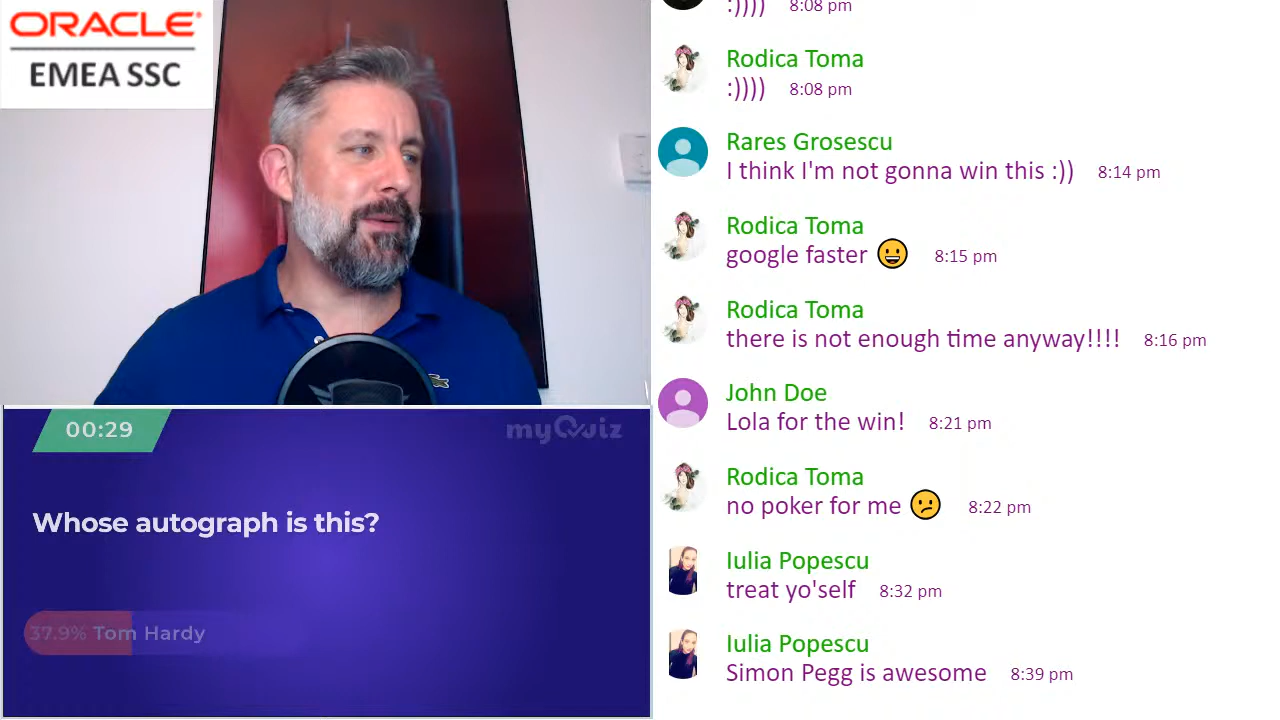 ORACLE
EMEA SSC
00:29
myQuiz
Whose autograph is this?
37.9% Tom Hardy
:)))) 8:08 pm
Rodica Toma
:)))) 8:08 pm
Rares Grosescu
I think I'm not gonna win this :)) 8:14 pm
Rodica Toma
google faster 😀 8:15 pm
Rodica Toma
there is not enough time anyway!!!! 8:16 pm
John Doe
Lola for the win! 8:21 pm
Rodica Toma
no poker for me 😕 8:22 pm
Iulia Popescu
treat yo'self 8:32 pm
Iulia Popescu
Simon Pegg is awesome 8:39 pm